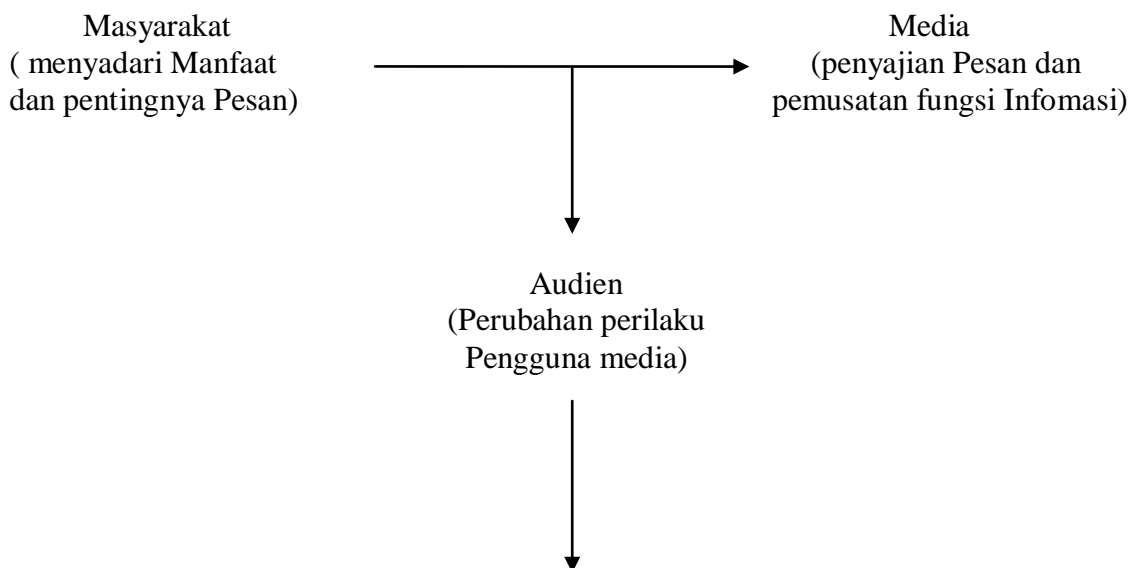 Masyarakat
( menyadari Manfaat
dan pentingnya Pesan)
Media
(penyajian Pesan dan
pemusatan fungsi Infomasi)
Audien
(Perubahan perilaku
Pengguna media)